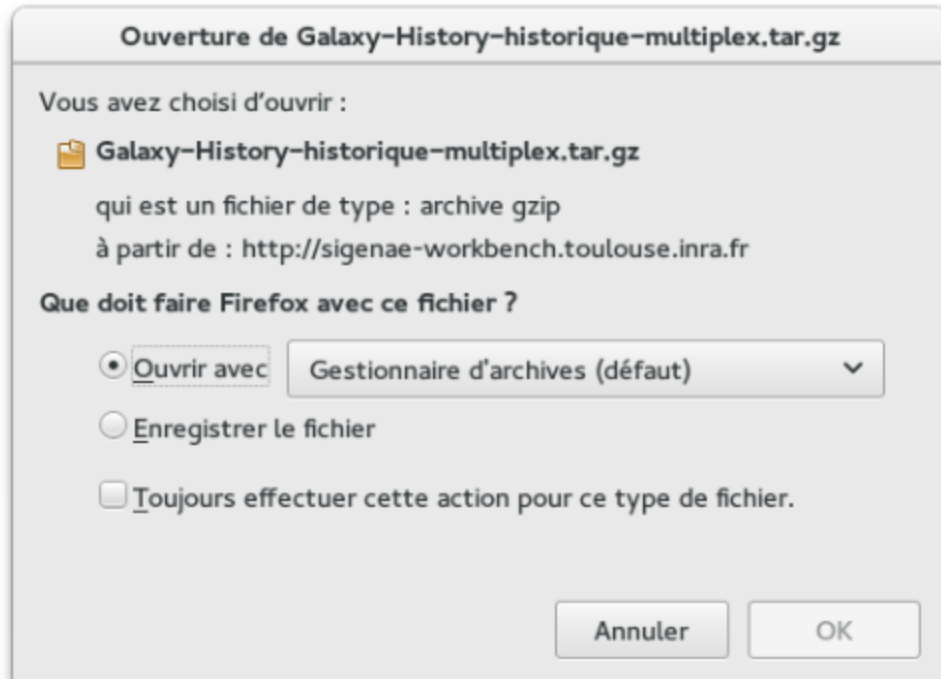 Ouverture de Galaxy-History-historique-multiplex.tar.gz
Vous avez choisi d'ouvrir :
Galaxy-History-historique-multiplex.tar.gz
qui est un fichier de type : archive gzip
à partir de : http://sigenae-workbench.toulouse.inra.fr
Que doit faire Firefox avec ce fichier ?
Ouvrir avec Gestionnaire d'archives (défaut)
Enregistrer le fichier
Toujours effectuer cette action pour ce type de fichier.
Annuler OK